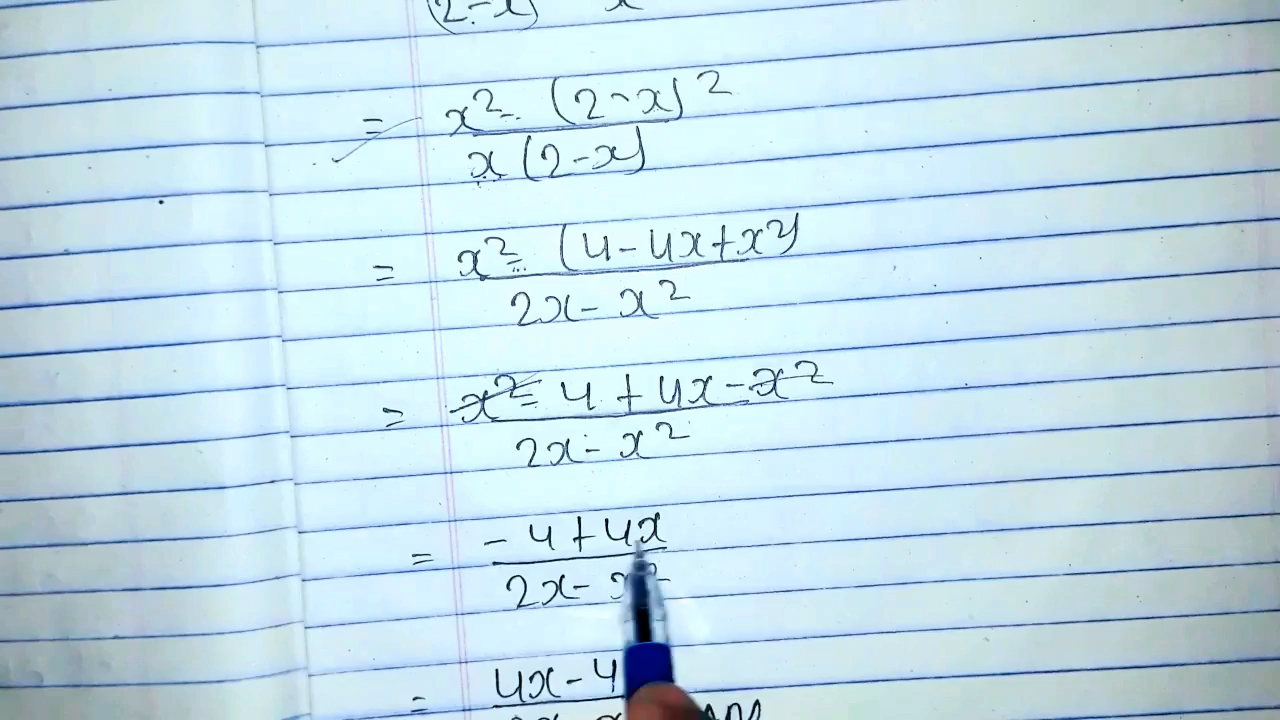 (2-x) x
= x² - (2-x)²
x(2-x)
= x² - (4-4x+x²)
2x-x²
= x² - 4 + 4x - x²
2x-x²
= -4+4x
2x-x²
= 4x-4